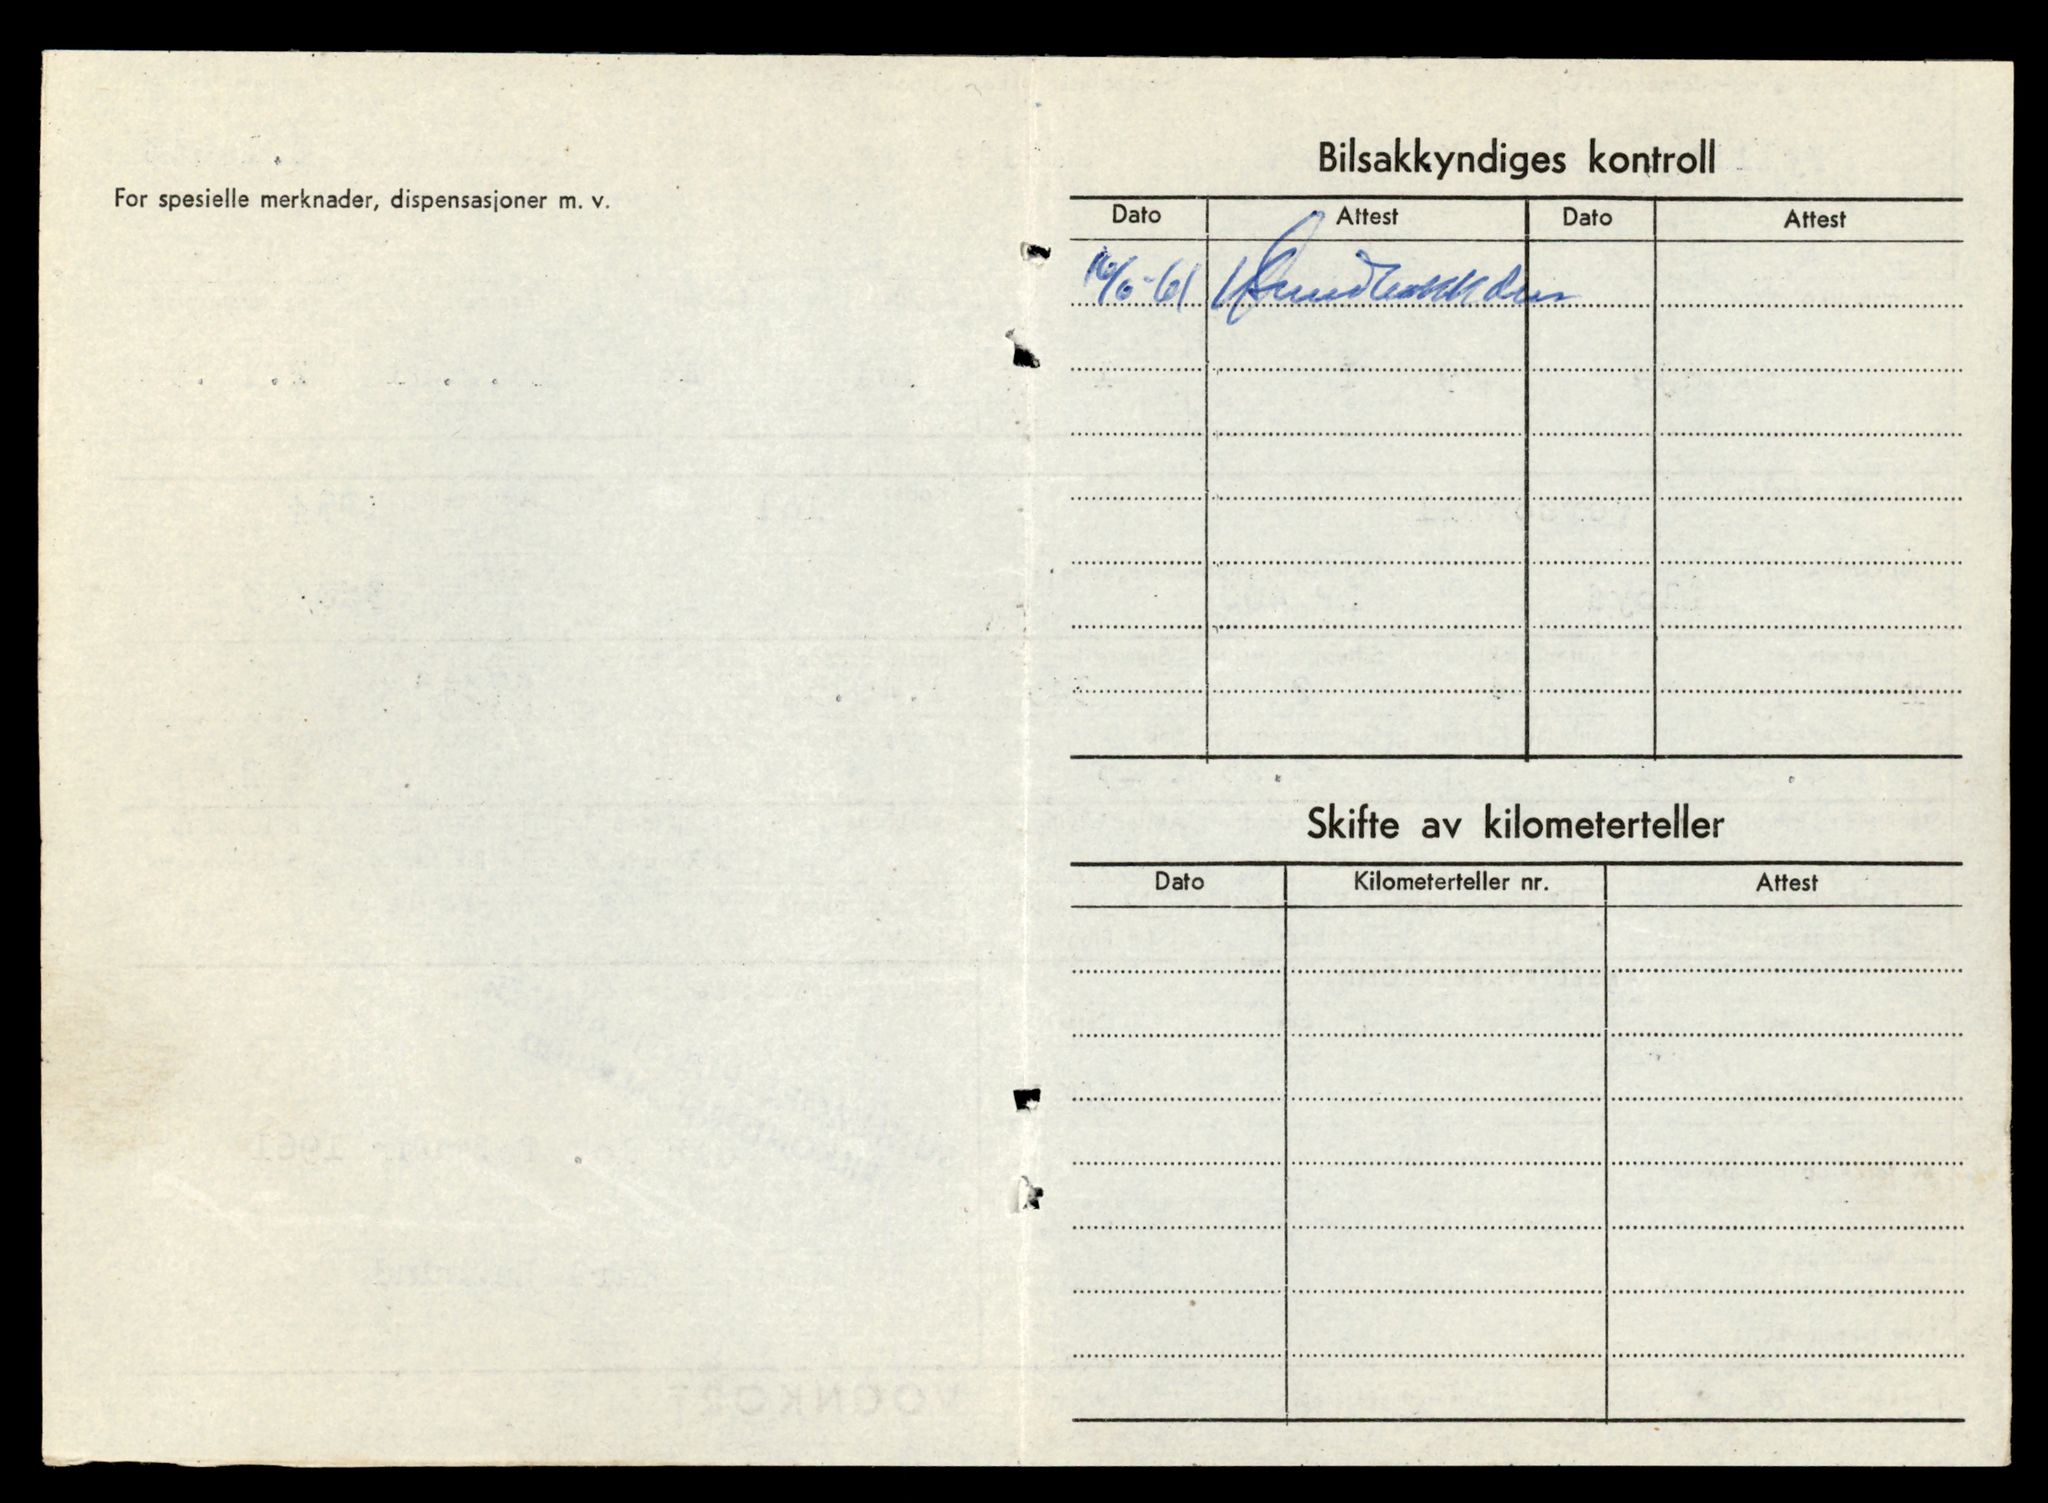 For spesielle merknader, dispensasjoner m. v.
Bilsakkyndiges kontroll
Dato Attest Dato Attest
16/6-61
Skifte av kilometerteller
Dato Kilometerteller nr. Attest